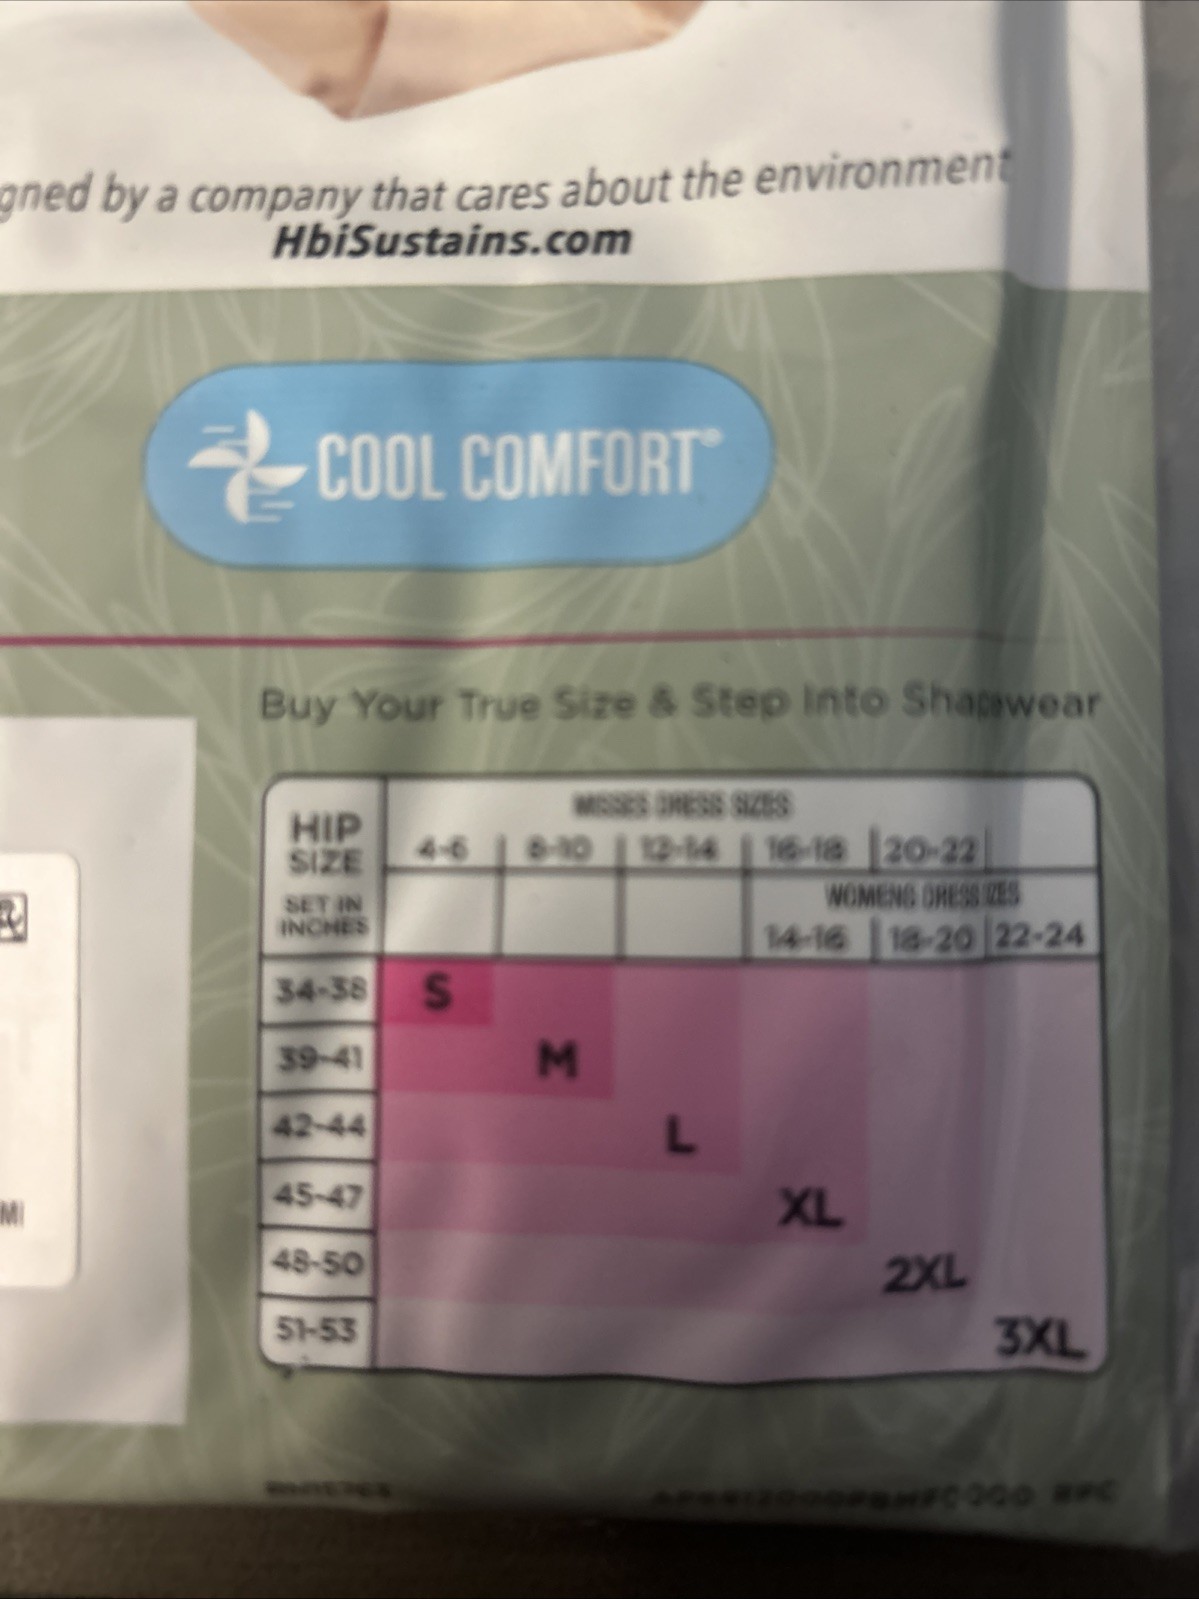 gned by a company that cares about the environment
HbiSustains.com
COOL COMFORT®
Buy Your True Size & Step Into Shapewear
HIP SIZE
SET IN INCHES
MISSES DRESS SIZES
4-6 8-10 12-14 16-18 20-22
WOMENS DRESS SIZES
14-16 18-20 22-24
34-38 S
39-41 M
42-44 L
45-47 XL
MI
48-50 2XL
51-53 3XL